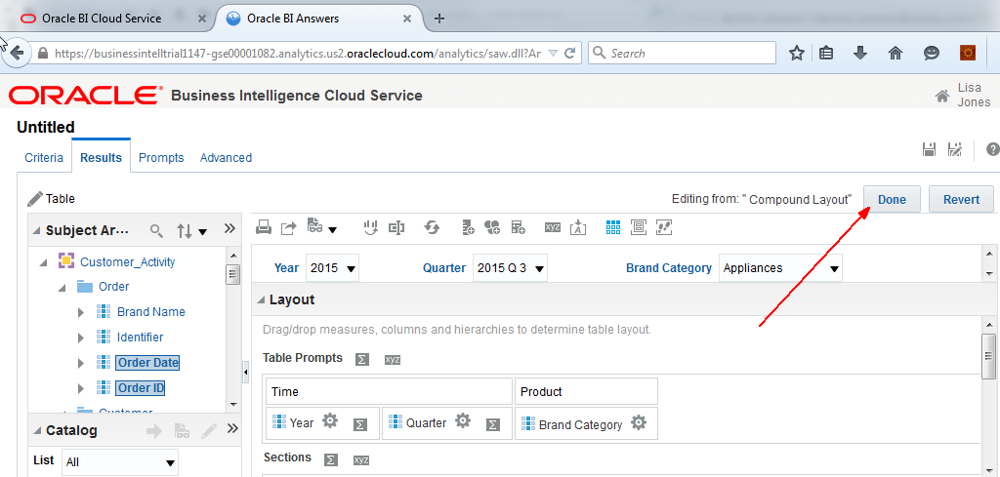 Oracle BI Cloud Service
Oracle BI Answers
https://businessintelltrial1147-gse00001082.analytics.us2.oraclecloud.com/analytics/saw.dll?Ar
Search
ORACLE Business Intelligence Cloud Service
Lisa Jones
Untitled
Criteria Results Prompts Advanced
Table
Editing from: " Compound Layout"
Done
Revert
Subject Ar...
Customer_Activity
Order
Brand Name
Identifier
Order Date
Order ID
Catalog
List All
Year 2015
Quarter 2015 Q 3
Brand Category Appliances
Layout
Drag/drop measures, columns and hierarchies to determine table layout.
Table Prompts Σ xyz
Time Product
Year Σ Quarter Σ Brand Category
Sections Σ xyz